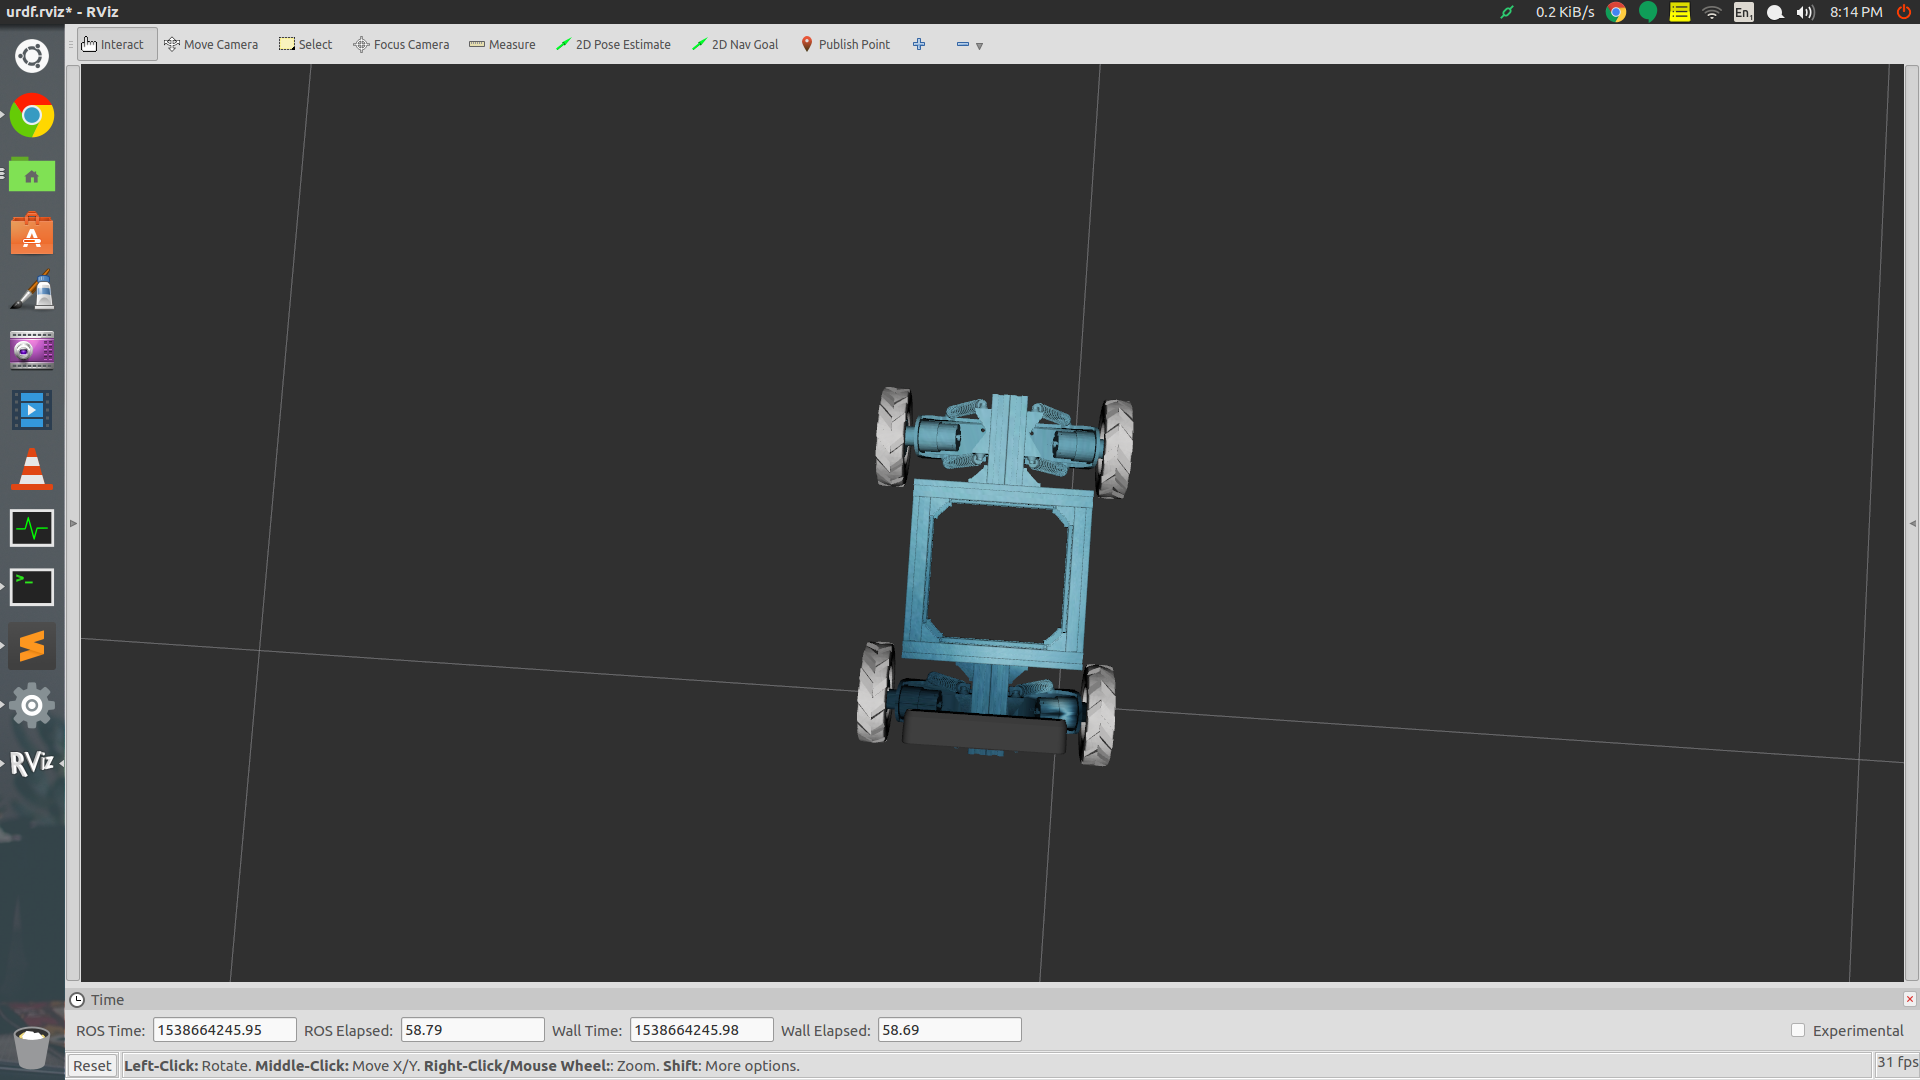 urdf.rviz* - RViz
0.2 KiB/s En1 8:14 PM
Interact Move Camera Select Focus Camera Measure 2D Pose Estimate 2D Nav Goal Publish Point
>_
RViz
Time
ROS Time: 1538664245.95 ROS Elapsed: 58.79 Wall Time: 1538664245.98 Wall Elapsed: 58.69 Experimental
Reset Left-Click: Rotate. Middle-Click: Move X/Y. Right-Click/Mouse Wheel:: Zoom. Shift: More options. 31 fps